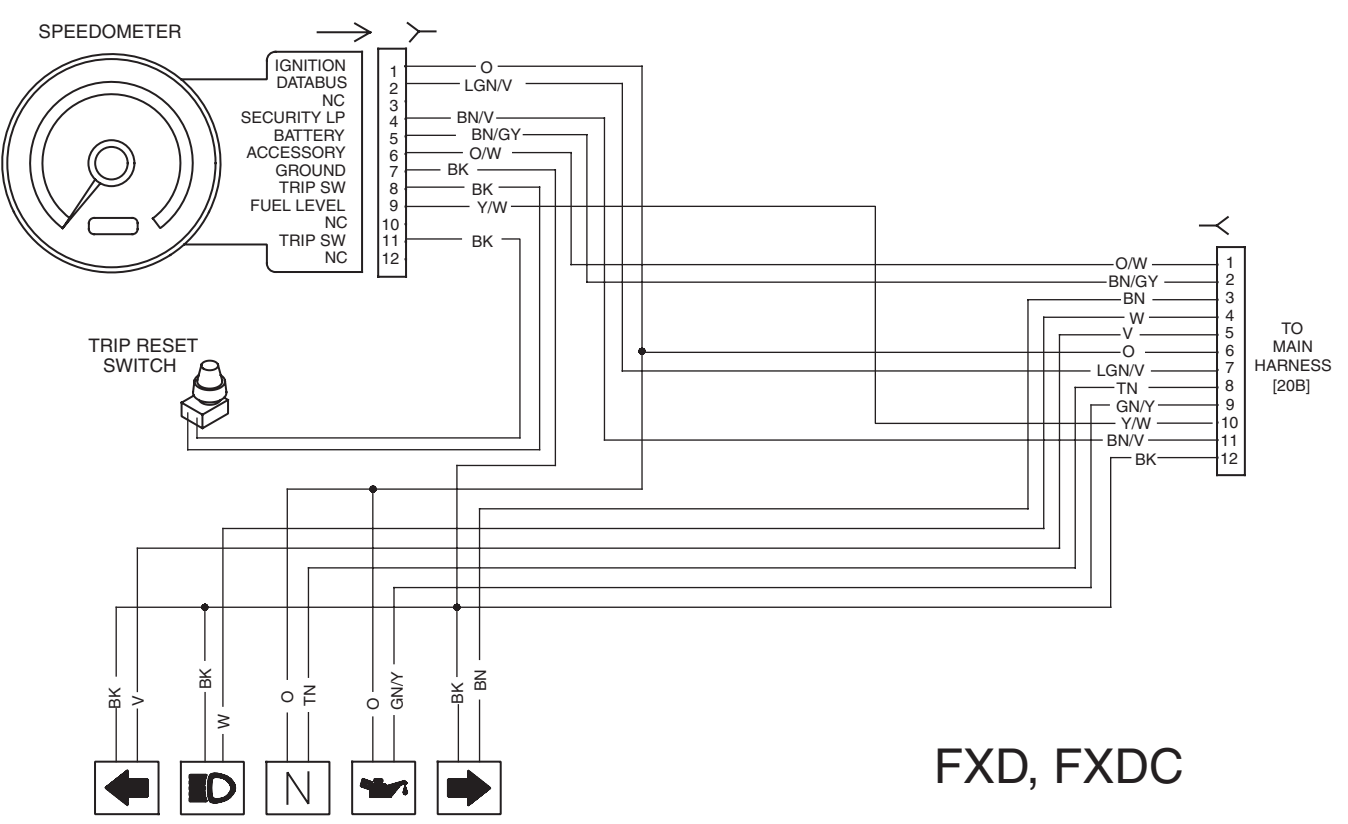 SPEEDOMETER
IGNITION 1 O
DATABUS 2 LGN/V
NC 3
SECURITY LP 4 BN/V
BATTERY 5 BN/GY
ACCESSORY 6 O/W
GROUND 7 BK
TRIP SW 8 BK
FUEL LEVEL 9 Y/W
NC 10
TRIP SW 11 BK
NC 12
O/W 1
BN/GY 2
BN 3
W 4
V 5
O 6
LGN/V 7
TN 8
GN/Y 9
Y/W 10
BN/V 11
BK 12
TO
MAIN
HARNESS
[20B]
TRIP RESET
SWITCH
BK
V
BK
W
O
TN
O
GN/Y
BK
BN
N
FXD, FXDC